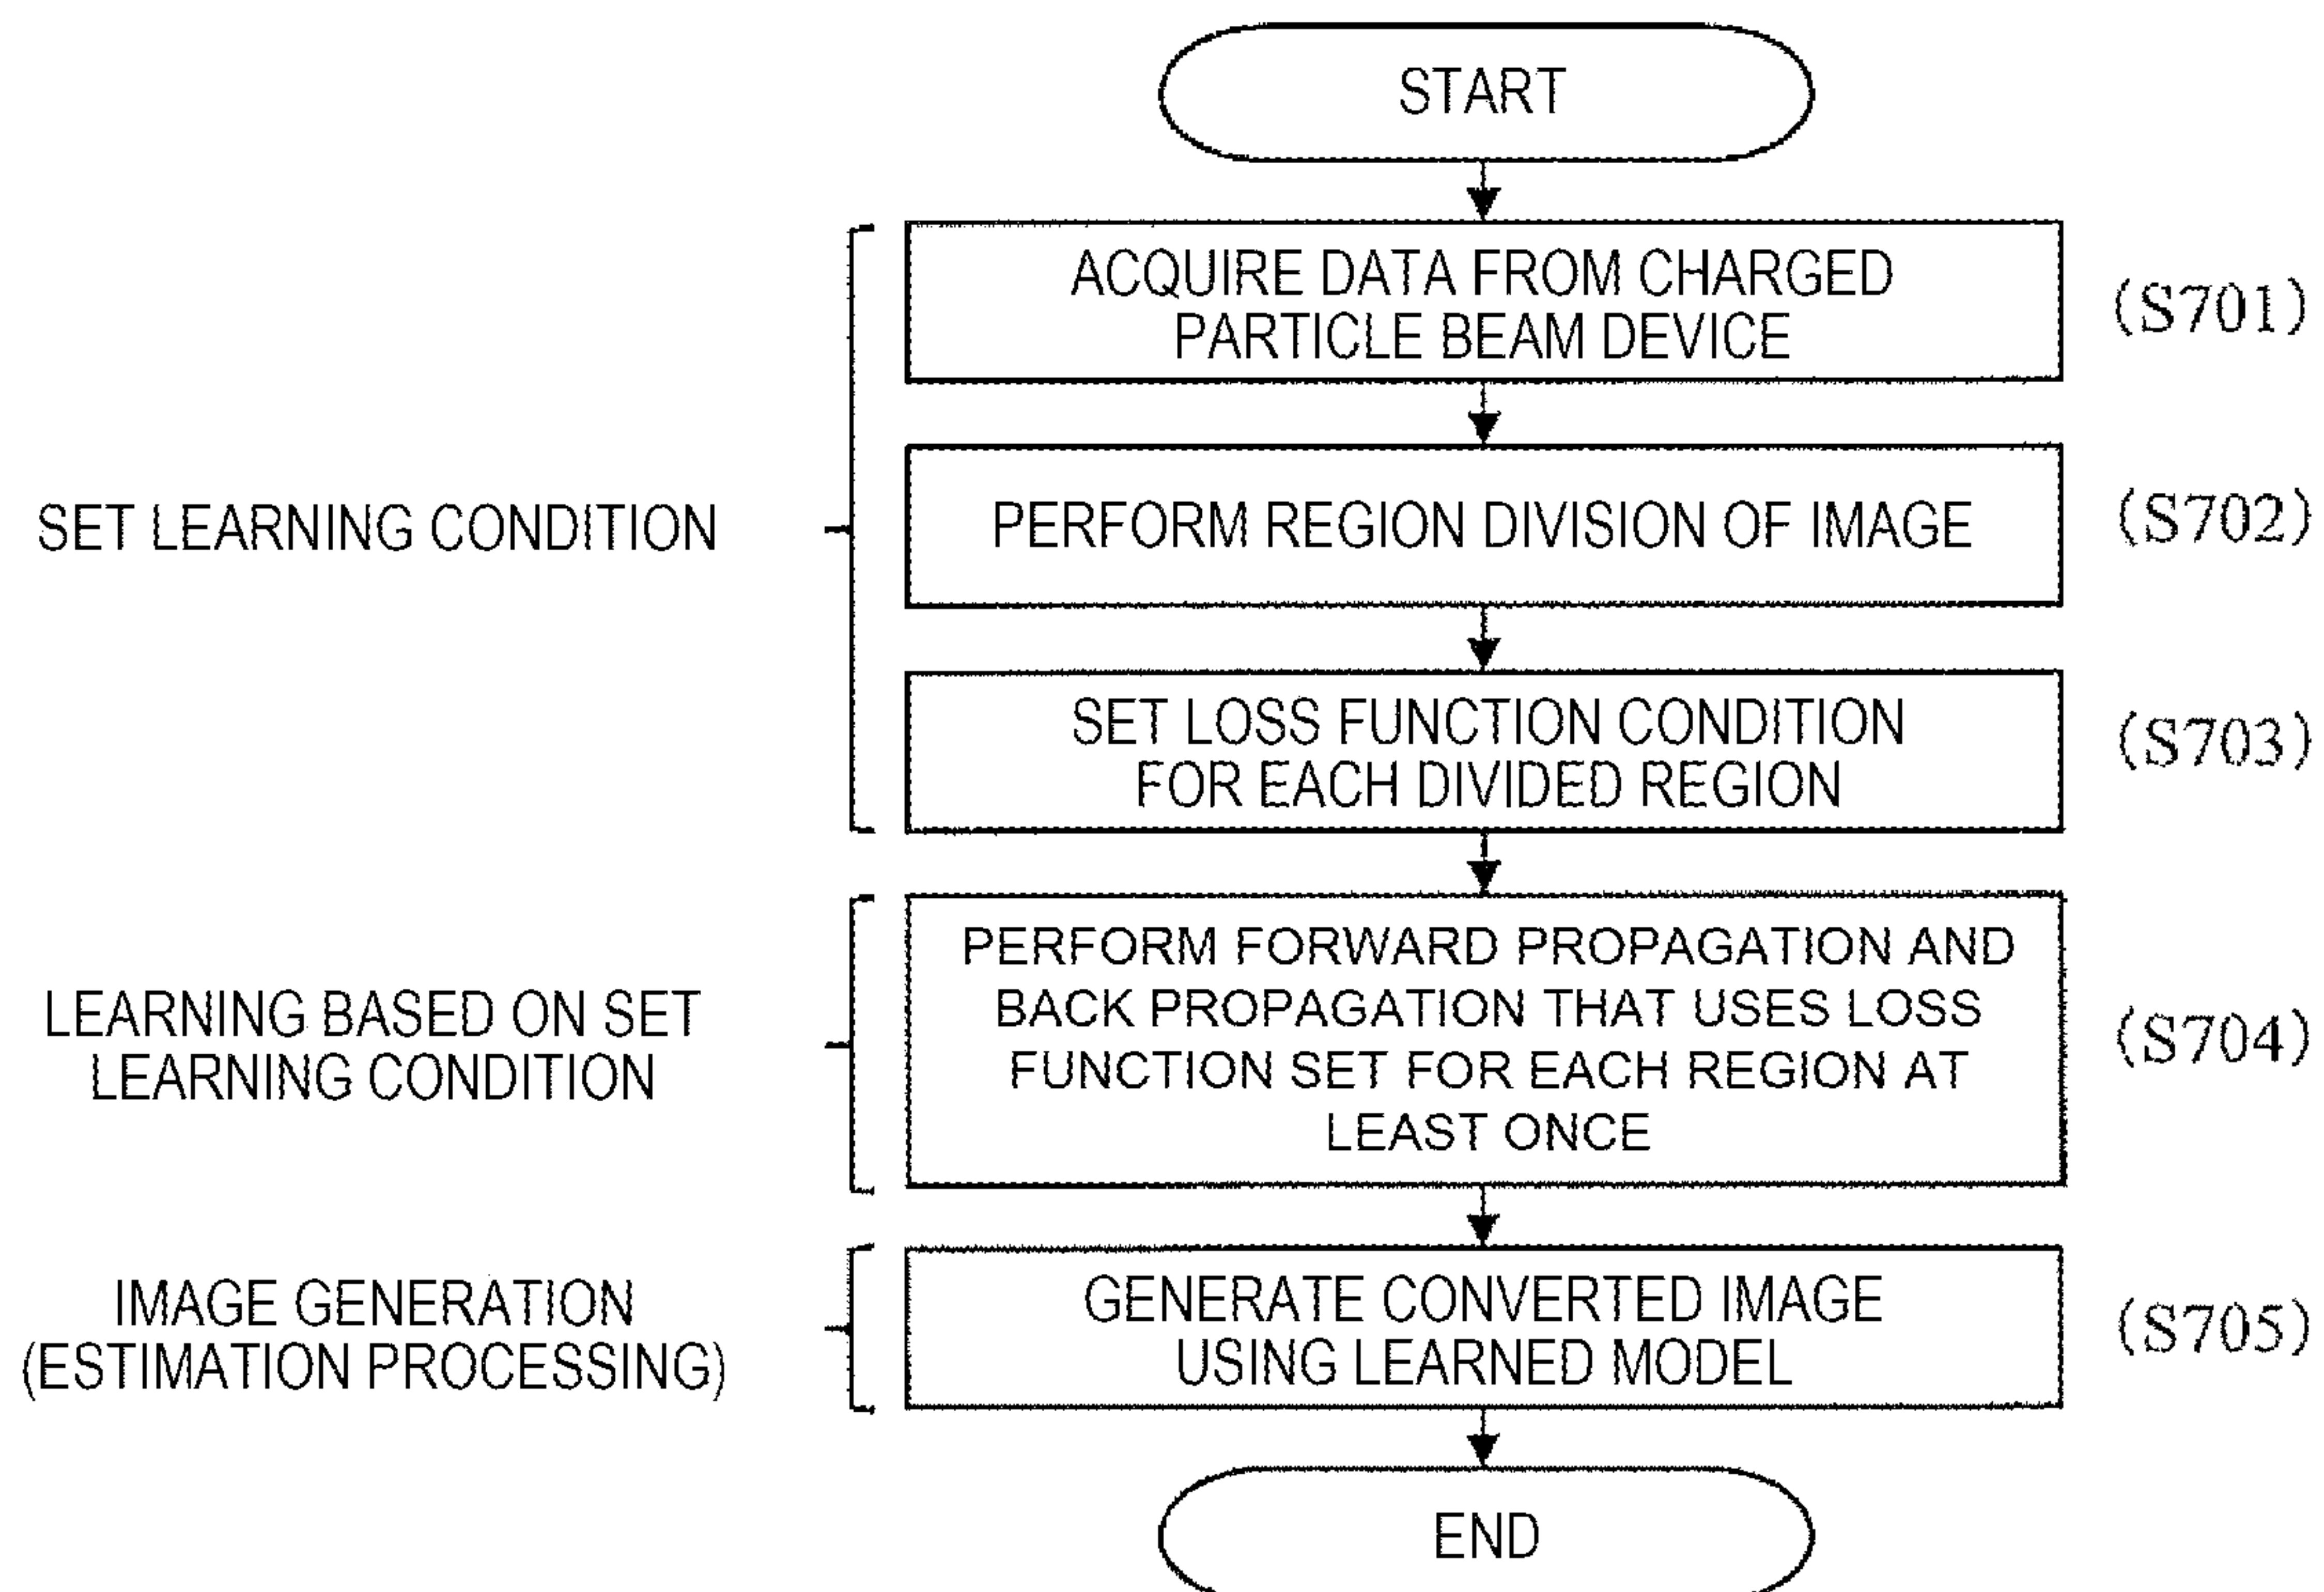 START
ACQUIRE DATA FROM CHARGED
PARTICLE BEAM DEVICE
(S701)
SET LEARNING CONDITION
PERFORM REGION DIVISION OF IMAGE
(S702)
SET LOSS FUNCTION CONDITION
FOR EACH DIVIDED REGION
(S703)
LEARNING BASED ON SET
LEARNING CONDITION
PERFORM FORWARD PROPAGATION AND
BACK PROPAGATION THAT USES LOSS
FUNCTION SET FOR EACH REGION AT
LEAST ONCE
(S704)
IMAGE GENERATION
(ESTIMATION PROCESSING)
GENERATE CONVERTED IMAGE
USING LEARNED MODEL
(S705)
END